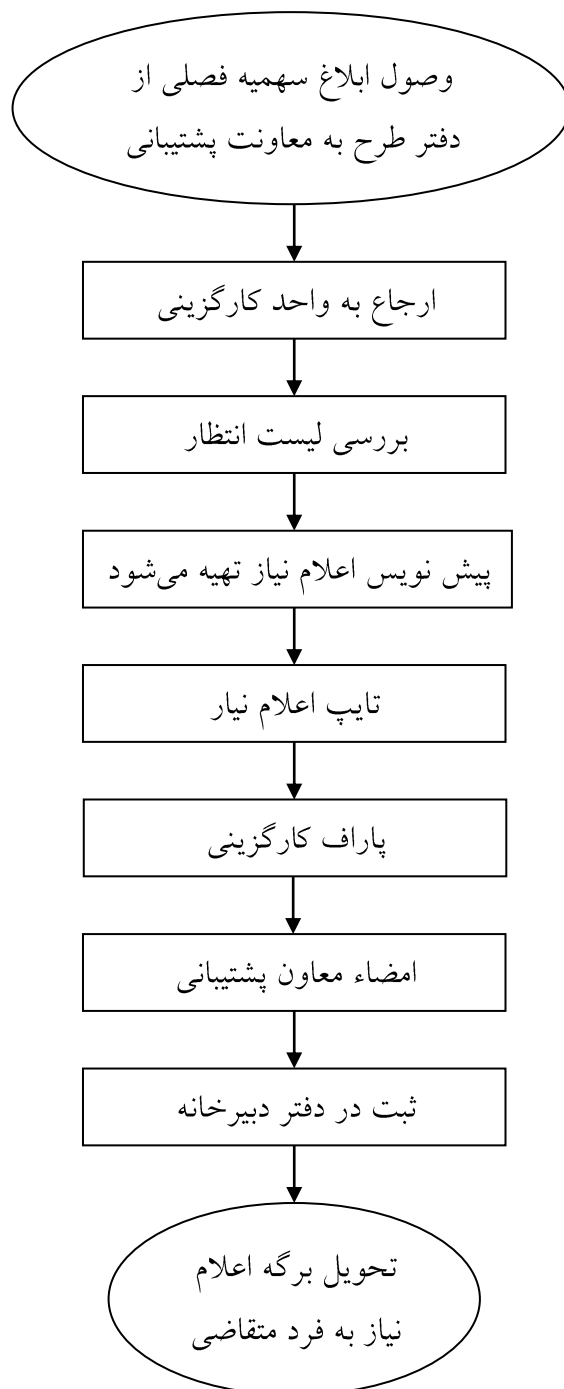 وصول ابلاغ سهمیه فصلی از
دفتر طرح به معاونت پشتیبانی
ارجاع به واحد کارگزینی
بررسی لیست انتظار
پیش نویس اعلام نیاز تهیه می‌شود
تایپ اعلام نیار
پاراف کارگزینی
امضاء معاون پشتیبانی
ثبت در دفتر دبیرخانه
تحویل برگه اعلام
نیاز به فرد متقاضی